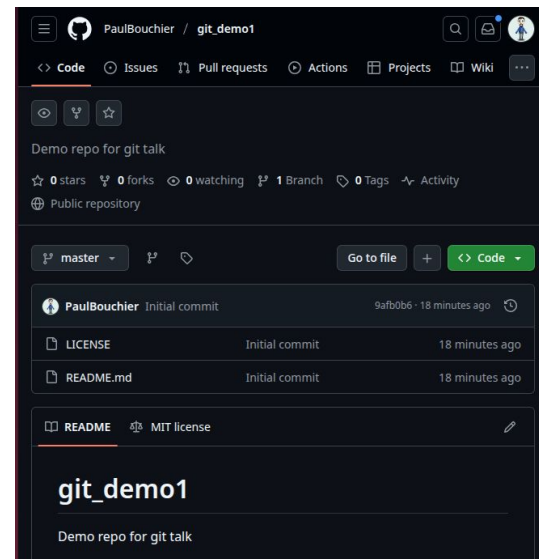 PaulBouchier / git_demo1
Code Issues Pull requests Actions Projects Wiki
Demo repo for git talk
0 stars 0 forks 0 watching 1 Branch 0 Tags Activity
Public repository
master Go to file Code
PaulBouchier Initial commit 9afb0b6 · 18 minutes ago
LICENSE Initial commit 18 minutes ago
README.md Initial commit 18 minutes ago
README MIT license
git_demo1
Demo repo for git talk